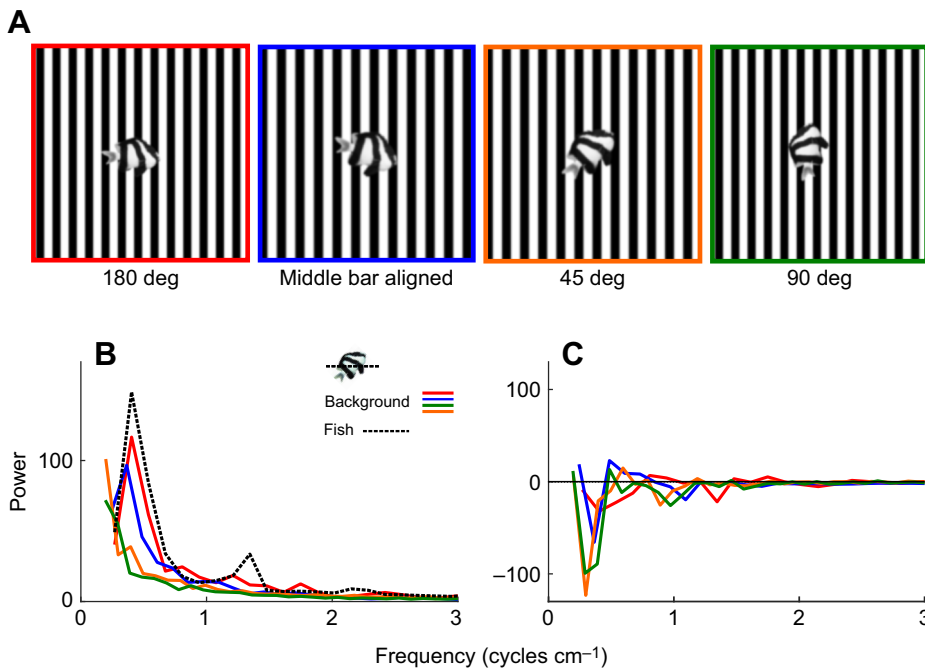 A
180 deg
Middle bar aligned
45 deg
90 deg
B
C
Background
Fish
Power
100
0
0
1
2
3
100
0
–100
0
1
2
3
Frequency (cycles cm–1)